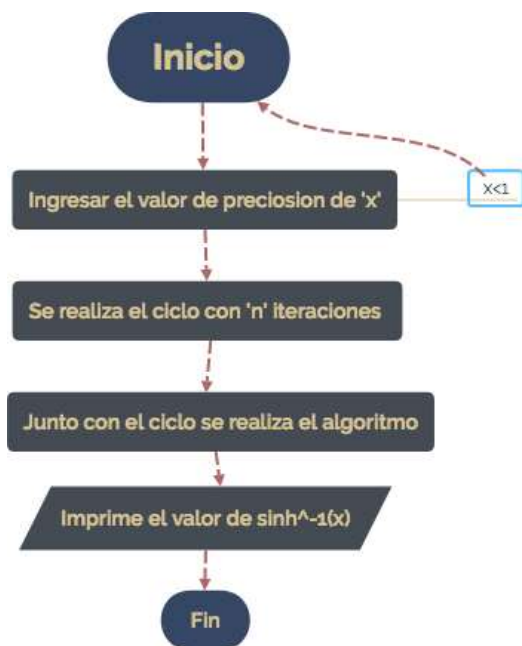 Inicio
Ingresar el valor de preciosion de 'x'
x<1
Se realiza el ciclo con 'n' iteraciones
Junto con el ciclo se realiza el algoritmo
Imprime el valor de sinh^-1(x)
Fin